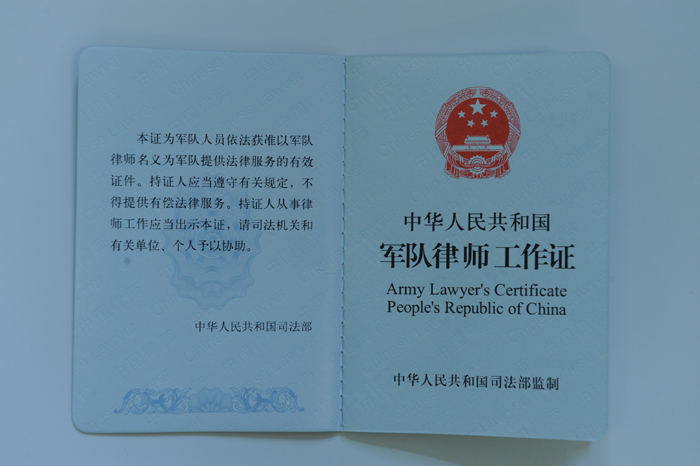 本证为军队人员依法获准以军队
律师名义为军队提供法律服务的有效
证件。持证人应当遵守有关规定，不
得提供有偿法律服务。持证人从事律
师工作应当出示本证，请司法机关和
有关单位、个人予以协助。
中华人民共和国司法部
中华人民共和国
军队律师工作证
Army Lawyer's Certificate
People's Republic of China
中华人民共和国司法部监制